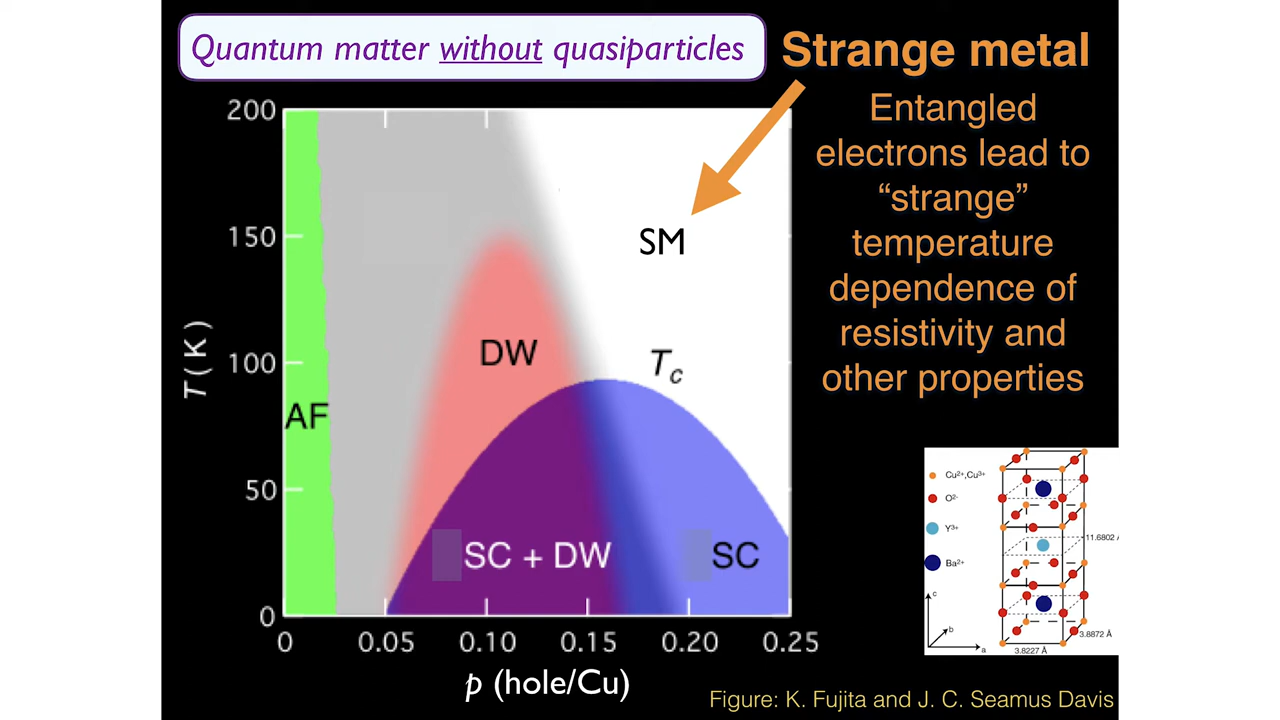 Quantum matter without quasiparticles
Strange metal
Entangled
electrons lead to
“strange”
temperature
dependence of
resistivity and
other properties
200
150
100
50
0
T(K)
AF
DW
SM
Tc
SC + DW
SC
0 0.05 0.10 0.15 0.20 0.25
p (hole/Cu)
Cu2+,Cu3+
O2-
Y3+
Ba2+
c
b
a
11.6802
3.8872 Å
3.8227 Å
Figure: K. Fujita and J. C. Seamus Davis